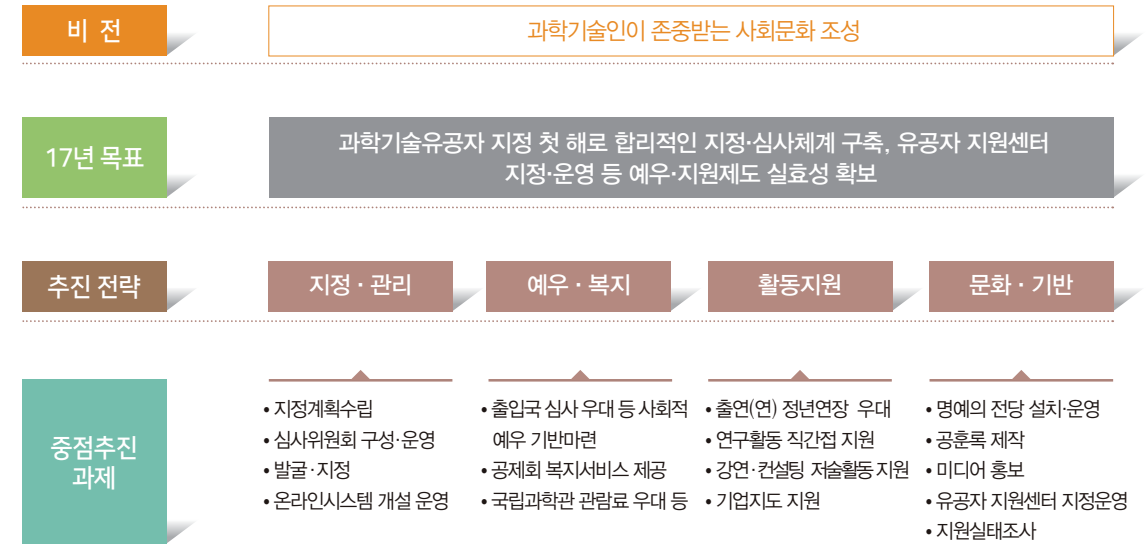 비 전
과학기술인이 존중받는 사회문화 조성
17년 목표
과학기술유공자 지정 첫 해로 합리적인 지정·심사체계 구축, 유공자 지원센터
지정·운영 등 예우·지원제도 실효성 확보
추진 전략
지정 · 관리
예우 · 복지
활동지원
문화 · 기반
중점추진
과제
• 지정계획수립
• 심사위원회 구성·운영
• 발굴·지정
• 온라인시스템 개설 운영
• 출입국 심사 우대 등 사회적
예우 기반마련
• 공제회 복지서비스 제공
• 국립과학관 관람료 우대 등
• 출연(연) 정년연장 우대
• 연구활동 직간접 지원
• 강연·컨설팅 저술활동 지원
• 기업지도 지원
• 명예의 전당 설치·운영
• 공훈록 제작
• 미디어 홍보
• 유공자 지원센터 지정운영
• 지원실태조사